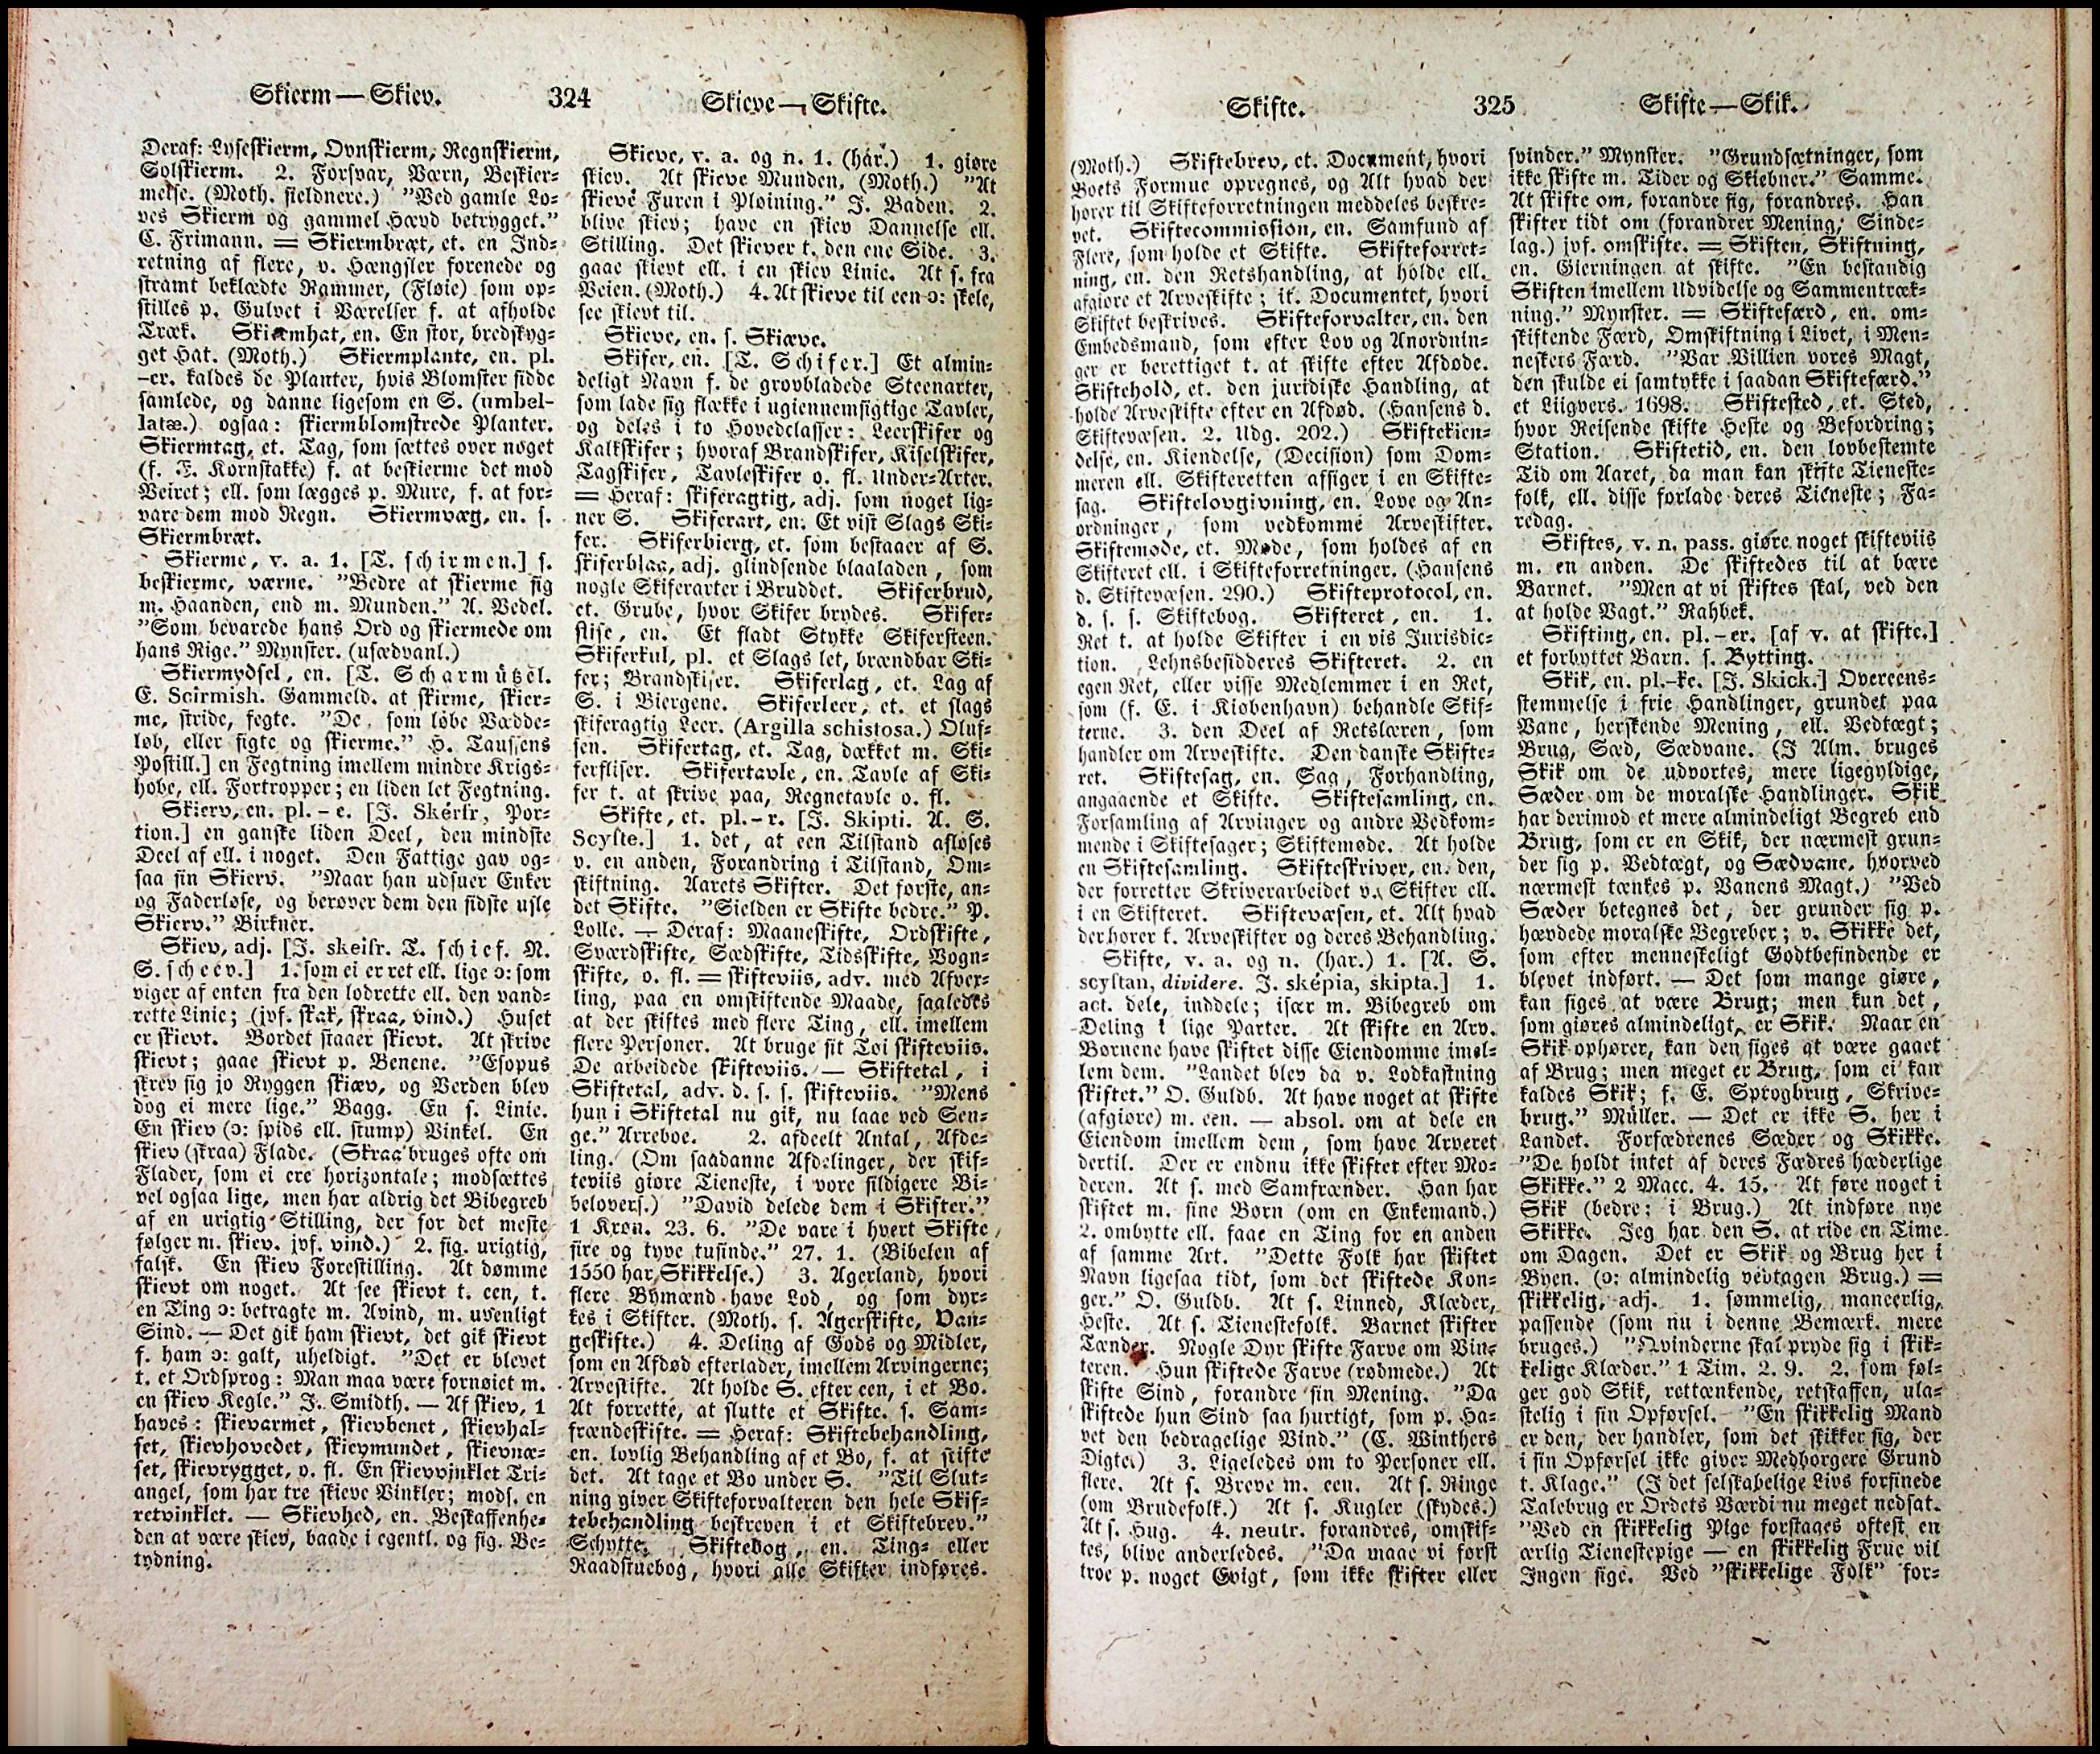 Skierm — Skiev. 324 Skieve — Skifte.
Deraf: Lyseskierm, Ovnskierm, Regnskierm,
Solskierm. 2. Forsvar, Værn, Beskier-
melse. (Moth. sieldnere.) "Ved gamle Lo-
ves Skierm og gammel Hævd betrygget."
C. Frimann. = Skiermbræt, et. en Ind-
retning af flere, v. Hængsler forenede og
stramt beklædte Rammer, (Fløie) som op-
stilles p. Gulvet i Værelser f. at afholde
Træk. Skiermhat, en. En stor, bredskyg-
get Hat. (Moth.) Skiermplante, en. pl.
-er. kaldes de Planter, hvis Blomster sidde
samlede, og danne ligesom en S. (umbel-
latæ.) ogsaa: skiermblomstrede Planter.
Skiermtag, et. Tag, som sættes over noget
(f. E. Kornstakke) f. at beskierme det mod
Veiret; ell. som lægges p. Mure, f. at for-
vare dem mod Regn. Skiermvæg, en. s.
Skiermbræt.
Skierme, v. a. 1. [T. schirmen.] s.
beskierme, værne. "Bedre at skierme sig
m. Haanden, end m. Munden." A. Vedel.
"Som bevarede hans Ord og skiermede om
hans Rige." Mynster. (usædvanl.)
Skiermydsel, en. [T. Scharmützel.
E. Scirmish. Gammeld. at skirme, skier-
me, stride, fegte. "De, som løbe Vædde-
løb, eller figte og skierme." H. Tausens
Postill.] en Fegtning imellem mindre Krigs-
hobe, ell. Fortropper; en liden let Fegtning.
Skierv, en. pl. - e. [J. Skérfr, Por-
tion.] en ganske liden Deel, den mindste
Deel af ell. i noget. Den Fattige gav og-
saa sin Skierv. "Naar han udsuer Enker
og Faderløse, og berøver dem den sidste usle
Skierv." Birkner.
Skiev, adj. [J. skeifr. T. schief. N.
S. scheev.] 1. som ei er ret ell. lige ɔ: som
viger af enten fra den lodrette ell. den vand-
rette Linie; (jvf. skak, skraa, vind.) Huset
er skievt. Bordet staaer skievt. At skrive
skievt; gaae skievt p. Benene. "Esopus
skrev sig jo Ryggen skiæv, og Verden blev
dog ei mere lige." Bagg. En s. Linie.
En skiev (ɔ: spids ell. stump) Vinkel. En
skiev (skraa) Flade. (Skraa bruges ofte om
Flader, som ei ere horizontale; modsættes
vel ogsaa lige, men har aldrig det Bibegreb
af en urigtig Stilling, der for det meste
følger m. skiev. jvf. vind.) 2. fig. urigtig,
falsk. En skiev Forestilling. At dømme
skievt om noget. At see skievt t. een, t.
en Ting ɔ: betragte m. Avind, m. uvenligt
Sind. — Det gik ham skievt, det gik skievt
f. ham ɔ: galt, uheldigt. "Det er blevet
t. et Ordsprog: Man maa være fornøiet m.
en skiev Kegle." J. Smidth. — Af skiev, 1
haves: skievarmet, skievbenet, skievhal-
set, skievhovedet, skievmundet, skievnæ-
set, skievrygget, o. fl. En skievvinklet Tri-
angel, som har tre skieve Vinkler; mods. en
retvinklet. — Skievhed, en. Beskaffenhe-
den at være skiev, baade i egentl. og fig. Be-
tydning.
Skieve, v. a. og n. 1. (har.) 1. giøre
skiev. At skieve Munden. (Moth.) "At
skieve Furen i Pløining." J. Baden. 2.
blive skiev; have en skiev Dannelse ell.
Stilling. Det skiever t. den ene Side. 3.
gaae skievt ell. i en skiev Linie. At s. fra
Veien. (Moth.) 4. At skieve til een ɔ: skele,
see skievt til.
Skieve, en. s. Skiæve.
Skifer, en. [T. Schifer.] Et almin-
deligt Navn f. de grovbladede Steenarter,
som lade sig flække i ugiennemsigtige Tavler,
og deles i to Hovedclasser: Leerskifer og
Kalkskifer; hvoraf Brandskifer, Kiselskifer,
Tagskifer, Tavleskifer o. fl. Under-Arter.
= Heraf: skiferagtig, adj. som noget lig-
ner S. Skiferart, en. Et vist Slags Ski-
fer. Skiferbierg, et. som bestaaer af S.
skiferblaa, adj. glindsende blaaladen, som
nogle Skiferarter i Bruddet. Skiferbrud,
et. Grube, hvor Skifer brydes. Skifer-
flise, en. Et fladt Stykke Skifersteen.
Skiferkul, pl. et Slags let, brændbar Ski-
fer; Brandskifer. Skiferlag, et. Lag af
S. i Biergene. Skiferleer, et. et slags
skiferagtig Leer. (Argilla schistosa.) Oluf-
sen. Skifertag, et. Tag, dækket m. Ski-
ferfliser. Skifertavle, en. Tavle af Ski-
fer t. at skrive paa, Regnetavle o. fl.
Skifte, et. pl. - r. [J. Skipti. A. S.
Scyfte.] 1. det, at een Tilstand afløses
v. en anden, Forandring i Tilstand, Om-
skiftning. Aarets Skifter. Det første, an-
det Skifte. "Sielden er Skifte bedre." P.
Lolle. — Deraf: Maaneskifte, Ordskifte,
Sværdskifte, Sædskifte, Tidsskifte, Vogn-
skifte, o. fl. = skifteviis, adv. med Afvex-
ling, paa en omskiftende Maade, saaledes
at der skiftes med flere Ting, ell. imellem
flere Personer. At bruge sit Toi skifteviis.
De arbeidede skifteviis. — Skiftetal, i
Skiftetal, adv. d. s. s. skifteviis. "Mens
hun i Skiftetal nu gik, nu laae ved Sen-
ge." Arreboe. 2. afdeelt Antal, Afde-
ling. (Om saadanne Afdelinger, der skif-
teviis giøre Tieneste, i vore sildigere Bi-
belovers.) "David delede dem i Skifter."
1 Krøn. 23. 6. "De vare i hvert Skifte,
fire og tyve tusinde." 27. 1. (Bibelen af
1550 har Skikkelse.) 3. Agerland, hvori
flere Bymænd have Lod, og som dyr-
kes i Skifter. (Moth. s. Agerskifte, Van-
geskifte.) 4. Deling af Gods og Midler,
som en Afdød efterlader, imellem Arvingerne;
Arveskifte. At holde S. efter een, i et Bo.
At forrette, at slutte et Skifte. s. Sam-
frændeskifte. = Heraf: Skiftebehandling,
en. lovlig Behandling af et Bo, f. at skifte
det. At tage et Bo under S. "Til Slut-
ning giver Skifteforvalteren den hele Skif-
tebehandling beskreven i et Skiftebrev."
Schytte. Skiftebog, en. Ting- eller
Raadstuebog, hvori alle Skifter indføres.
Skifte. 325 Skifte — Skik.
(Moth.) Skiftebrev, et. Document, hvori
Boets Formue opregnes, og Alt hvad der
hører til Skifteforretningen meddeles beskre-
vet. Skiftecommission, en. Samfund af
Flere, som holde et Skifte. Skifteforret-
ning, en. den Retshandling, at holde ell.
afgiøre et Arveskifte; it. Documentet, hvori
Skiftet beskrives. Skifteforvalter, en. den
Embedsmand, som efter Lov og Anordnin-
ger er berettiget t. at skifte efter Afdøde.
Skiftehold, et. den juridiske Handling, at
holde Arveskifte efter en Afdød. (Hansens d.
Skiftevæsen. 2. Udg. 202.) Skiftekien-
delse, en. Kiendelse, (Decision) som Dom-
meren ell. Skifteretten afsiger i en Skifte-
sag. Skiftelovgivning, en. Love og An-
ordninger, som vedkomme Arveskifter.
Skiftemøde, et. Møde, som holdes af en
Skifteret ell. i Skifteforretninger. (Hansens
d. Skiftevæsen. 290.) Skifteprotocol, en.
d. s. s. Skiftebog. Skifteret, en. 1.
Ret t. at holde Skifter i en vis Jurisdic-
tion. Lehnsbesidderes Skifteret. 2. en
egen Ret, eller visse Medlemmer i en Ret,
som (f. E. i Kiøbenhavn) behandle Skif-
terne. 3. den Deel af Retslæren, som
handler om Arveskifte. Den danske Skifte-
ret. Skiftesag, en. Sag, Forhandling,
angaaende et Skifte. Skiftesamling, en.
Forsamling af Arvinger og andre Vedkom-
mende i Skiftesager; Skiftemøde. At holde
en Skiftesamling. Skifteskriver, en. den,
der forretter Skriverarbeidet v. Skifter ell.
i en Skifteret. Skiftevæsen, et. Alt hvad
der hører t. Arveskifter og deres Behandling.
Skifte, v. a. og n. (har.) 1. [A. S.
scyftan, dividere. J. sképia, skipta.] 1.
act. dele, inddele; især m. Bibegreb om
Deling i lige Parter. At skifte en Arv.
Børnene have skiftet disse Eiendomme imel-
lem dem. "Landet blev da v. Lodkastning
skiftet." O. Guldb. At have noget at skifte
(afgiøre) m. een. — absol. om at dele en
Eiendom imellem dem, som have Arveret
dertil. Der er endnu ikke skiftet efter Mo-
deren. At s. med Samfrænder. Han har
skiftet m. sine Børn (om en Enkemand.)
2. ombytte ell. faae en Ting for en anden
af samme Art. "Dette Folk har skiftet
Navn ligesaa tidt, som det skiftede Kon-
ger." O. Guldb. At s. Linned, Klæder,
Heste. At s. Tienestefolk. Barnet skifter
Tænder. Nogle Dyr skifte Farve om Vin-
teren. Hun skiftede Farve (rødmede.) At
skifte Sind, forandre sin Mening. "Da
skiftede hun Sind saa hurtigt, som p. Ha-
vet den bedragelige Vind." (C. Winthers
Digte.) 3. Ligeledes om to Personer ell.
flere. At s. Breve m. een. At s. Ringe
(om Brudefolk.) At s. Kugler (skydes.)
At s. Hug. 4. neutr. forandres, omskif-
tes, blive anderledes. "Da maae vi først
troe p. noget Evigt, som ikke skifter eller
svinder." Mynster. "Grundsætninger, som
ikke skifte m. Tider og Skiebner." Samme.
At skifte om, forandre sig, forandres. Han
skifter tidt om (forandrer Mening, Sinde-
lag.) jvf. omskifte. = Skiften, Skiftning,
en. Gierningen at skifte. "En bestandig
Skiften imellem Udvidelse og Sammentræk-
ning." Mynster. = Skiftefærd, en. om-
skiftende Færd, Omskiftning i Livet, i Men-
neskers Færd. "Var Villien vores Magt,
den skulde ei samtykke i saadan Skiftefærd."
et Liigvers. 1698. Skiftested, et. Sted,
hvor Reisende skifte Heste og Befordring;
Station. Skiftetid, en. den lovbestemte
Tid om Aaret, da man kan skifte Tieneste-
folk, ell. disse forlade deres Tieneste; Fa-
redag.
Skiftes, v. n. pass. giøre noget skifteviis
m. en anden. De skiftedes til at bære
Barnet. "Men at vi skiftes skal, ved den
at holde Vagt." Rahbek.
Skifting, en. pl. - er. [af v. at skifte.]
et forbyttet Barn. s. Bytting.
Skik, en. pl. -ke. [J. Skick.] Overeens-
stemmelse i frie Handlinger, grundet paa
Vane, herskende Mening, ell. Vedtægt;
Brug, Sæd, Sædvane. (I Alm. bruges
Skik om de udvortes, mere ligegyldige,
Sæder om de moralske Handlinger. Skik
har derimod et mere almindeligt Begreb end
Brug, som er en Skik, der nærmest grun-
der sig p. Vedtægt, og Sædvane, hvorved
nærmest tænkes p. Vanens Magt.) "Ved
Sæder betegnes det, der grunder sig p.
hævdede moralske Begreber; v. Skikke det,
som efter menneskeligt Godtbefindende er
blevet indført. — Det som mange giøre,
kan siges at være Brug; men kun det,
som giøres almindeligt, er Skik. Naar en
Skik ophører, kan den siges at være gaaet
af Brug; men meget er Brug, som ei kan
kaldes Skik; f. E. Sprogbrug, Skrive-
brug." Müller. — Det er ikke S. her i
Landet. Forfædrenes Sæder og Skikke.
"De holdt intet af deres Fædres hæderlige
Skikke." 2 Macc. 4. 15. At føre noget i
Skik (bedre: i Brug.) At indføre nye
Skikke. Jeg har den S. at ride en Time
om Dagen. Det er Skik og Brug her i
Byen. (ɔ: almindelig vedtagen Brug.) =
skikkelig, adj. 1. sømmelig, maneerlig,
passende (som nu i denne Bemærk. mere
bruges.) "Qvinderne skal pryde sig i skik-
kelige Klæder." 1 Tim. 2. 9. 2. som føl-
ger god Skik, rettænkende, retskaffen, ula-
stelig i sin Opførsel. "En skikkelig Mand
er den, der handler, som det skikker sig, der
i sin Opførsel ikke giver Medborgere Grund
t. Klage." (I det selskabelige Livs forfinede
Talebrug er Ordets Værdi nu meget nedsat.
"Ved en skikkelig Pige forstaaes oftest en
ærlig Tienestepige — en skikkelig Frue vil
Ingen sige. Ved "skikkelige Folk" for-